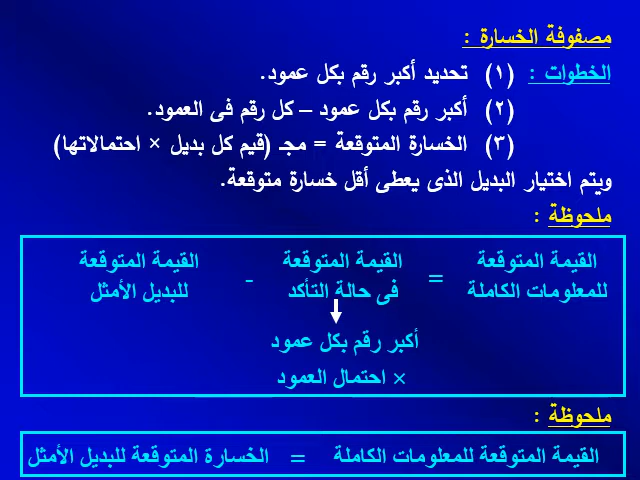 مصفوفة الخسارة :
الخطوات : (١) تحديد أكبر رقم بكل عمود.
(٢) أكبر رقم بكل عمود – كل رقم فى العمود.
(٣) الخسارة المتوقعة = مجـ (قيم كل بديل × احتمالاتها)
ويتم اختيار البديل الذى يعطى أقل خسارة متوقعة.
ملحوظة :
القيمة المتوقعة القيمة المتوقعة القيمة المتوقعة
للمعلومات الكاملة = فى حالة التأكد - للبديل الأمثل
أكبر رقم بكل عمود
× احتمال العمود
ملحوظة :
القيمة المتوقعة للمعلومات الكاملة = الخسارة المتوقعة للبديل الأمثل